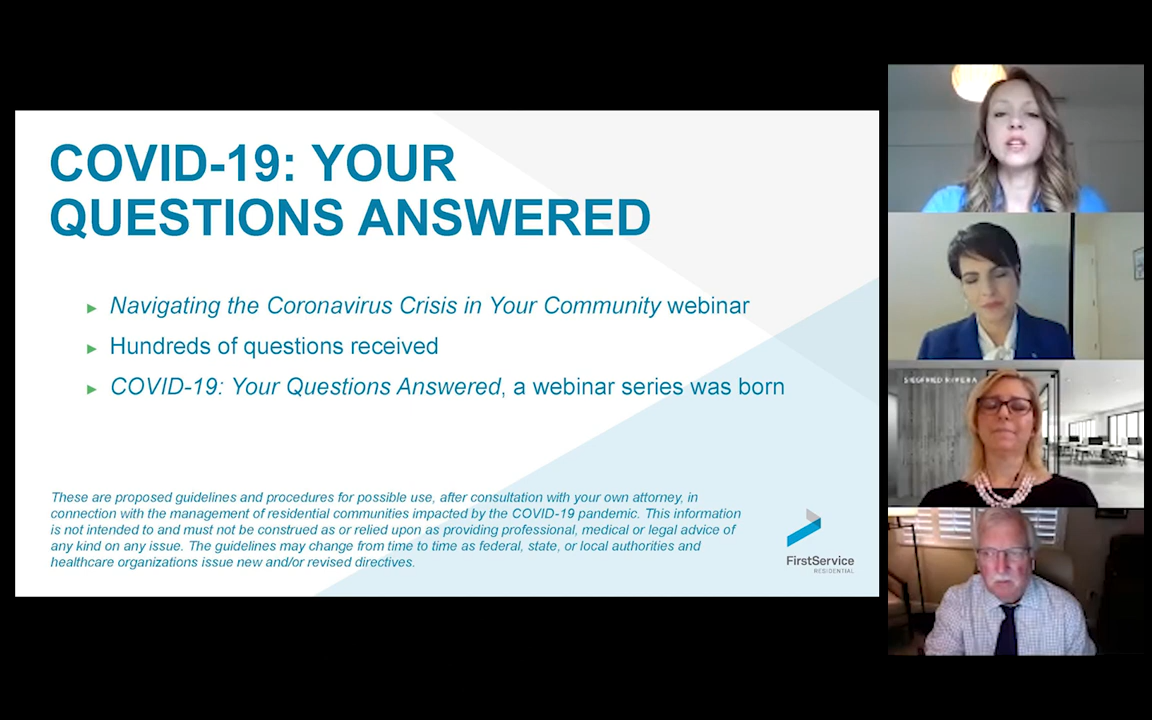 COVID-19: YOUR
QUESTIONS ANSWERED
Navigating the Coronavirus Crisis in Your Community webinar
Hundreds of questions received
COVID-19: Your Questions Answered, a webinar series was born
These are proposed guidelines and procedures for possible use, after consultation with your own attorney, in
connection with the management of residential communities impacted by the COVID-19 pandemic. This information
is not intended to and must not be construed as or relied upon as providing professional, medical or legal advice of
any kind on any issue. The guidelines may change from time to time as federal, state, or local authorities and
healthcare organizations issue new and/or revised directives.
FirstService
RESIDENTIAL
SIEGFRIED RIVERA